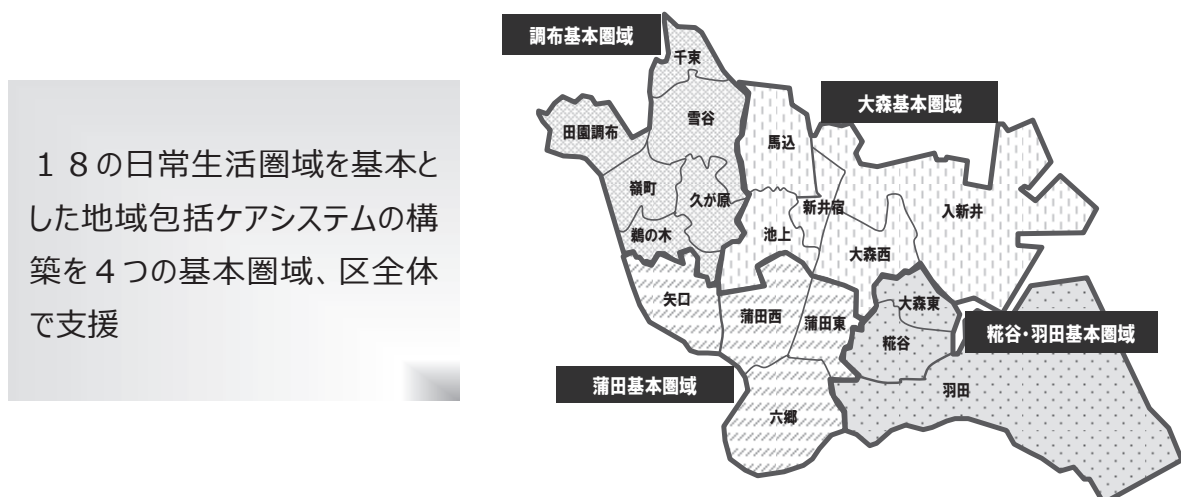 １８の日常生活圏域を基本と
した地域包括ケアシステムの構
築を４つの基本圏域、区全体
で支援
調布基本圏域
千束
大森基本圏域
田園調布
雪谷
馬込
嶺町
久が原
新井宿
入新井
鵜の木
池上
大森西
矢口
蒲田西
蒲田東
大森東
糀谷
糀谷・羽田基本圏域
蒲田基本圏域
羽田
六郷